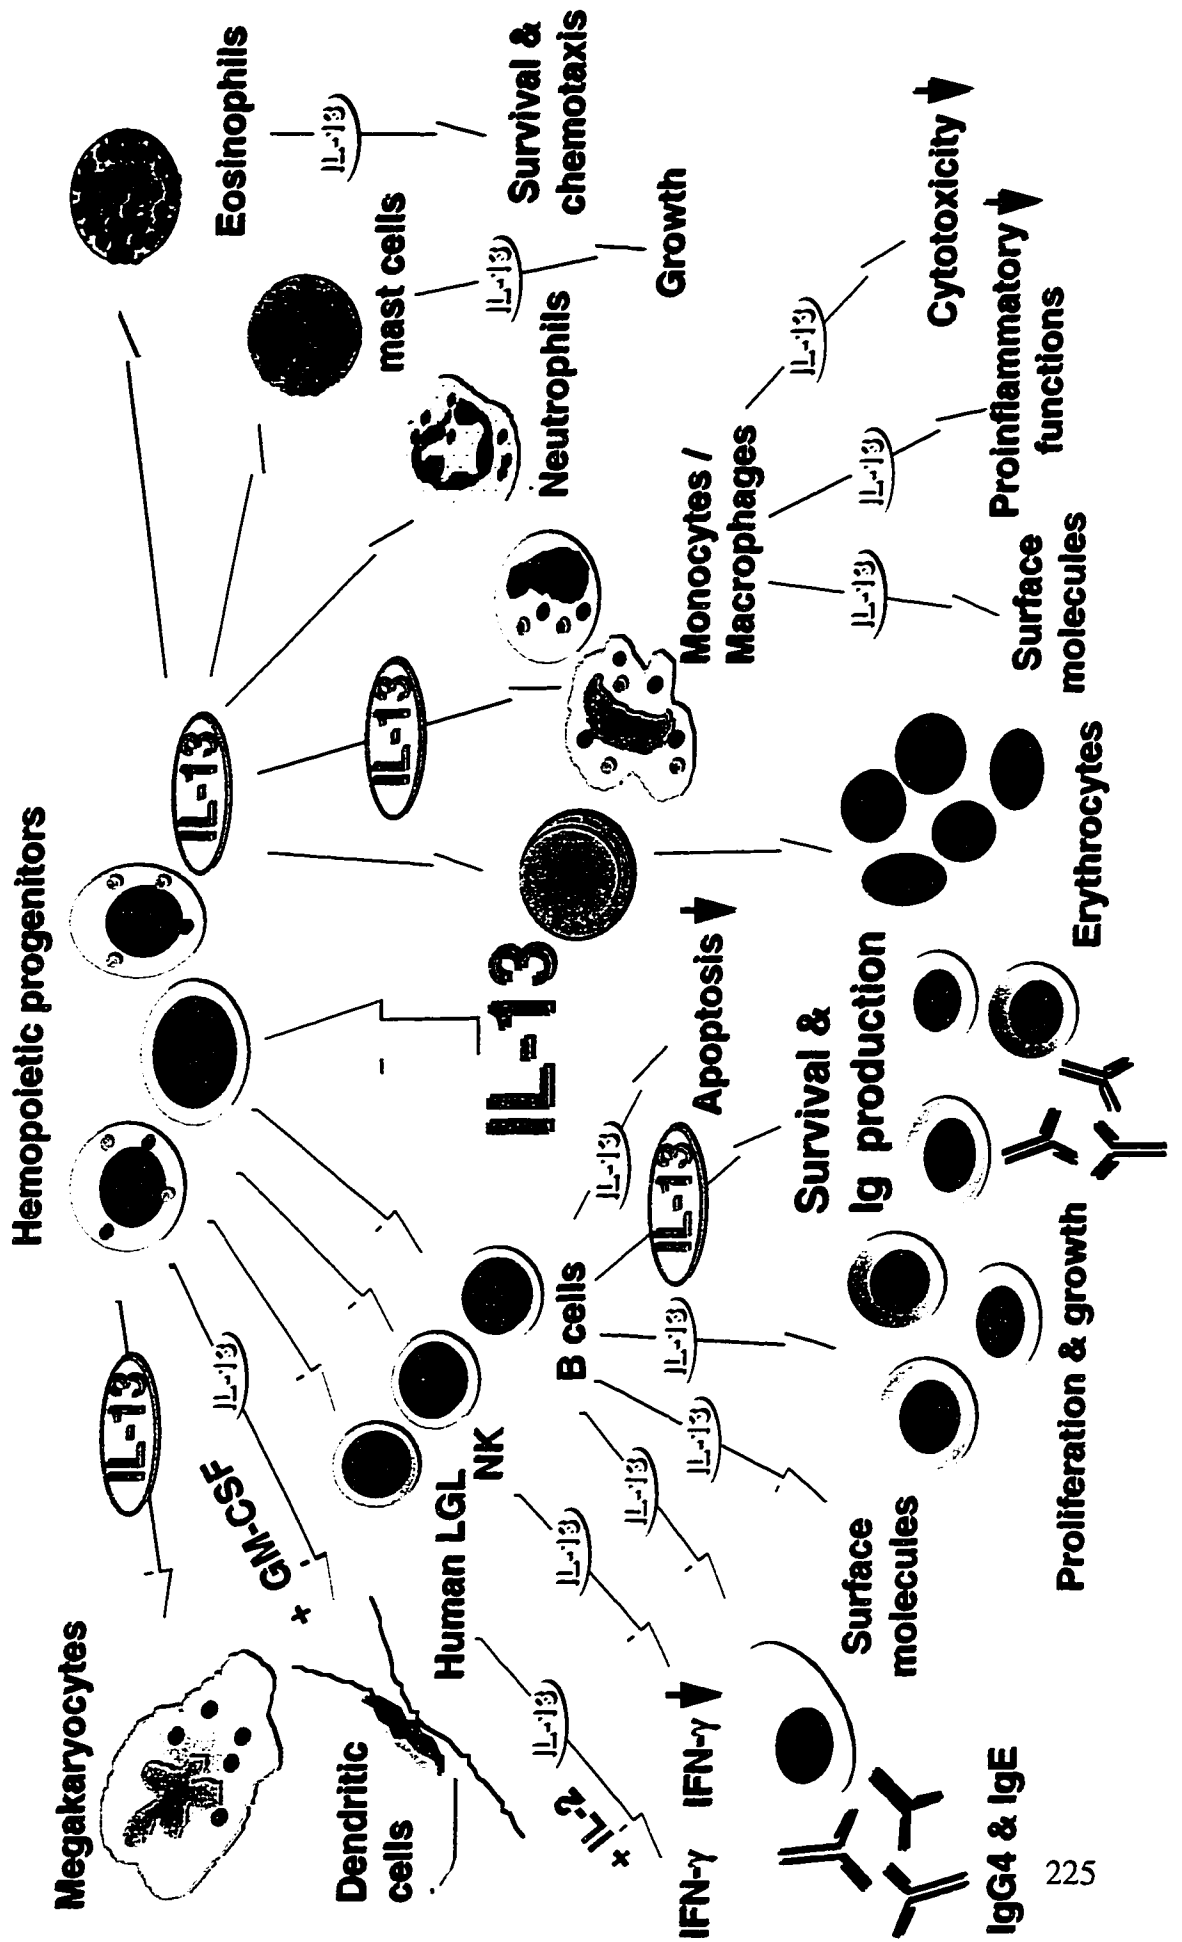 Hemopoietic progenitors
Megakaryocytes
IL-13
IL-13
IL-13
Eosinophils
+ GM-CSF
IL-13
Dendritic
cells
IL-13
mast cells
Human LGL
NK
IL-13
IL-13
Survival &
chemotaxis
Neutrophils
IL-13
+ IL-2
IL-13
B cells
IL-13
IL-13
IL-13
IL-13
IL-13
Growth
IFN-γ
IFN-γ
Apoptosis
Monocytes /
Macrophages
IL-13
Survival &
Ig production
IL-13
IL-13
Surface
molecules
Cytotoxicity
Proinflammatory
functions
IgG4 & IgE
Surface
molecules
Proliferation & growth
Erythrocytes
225